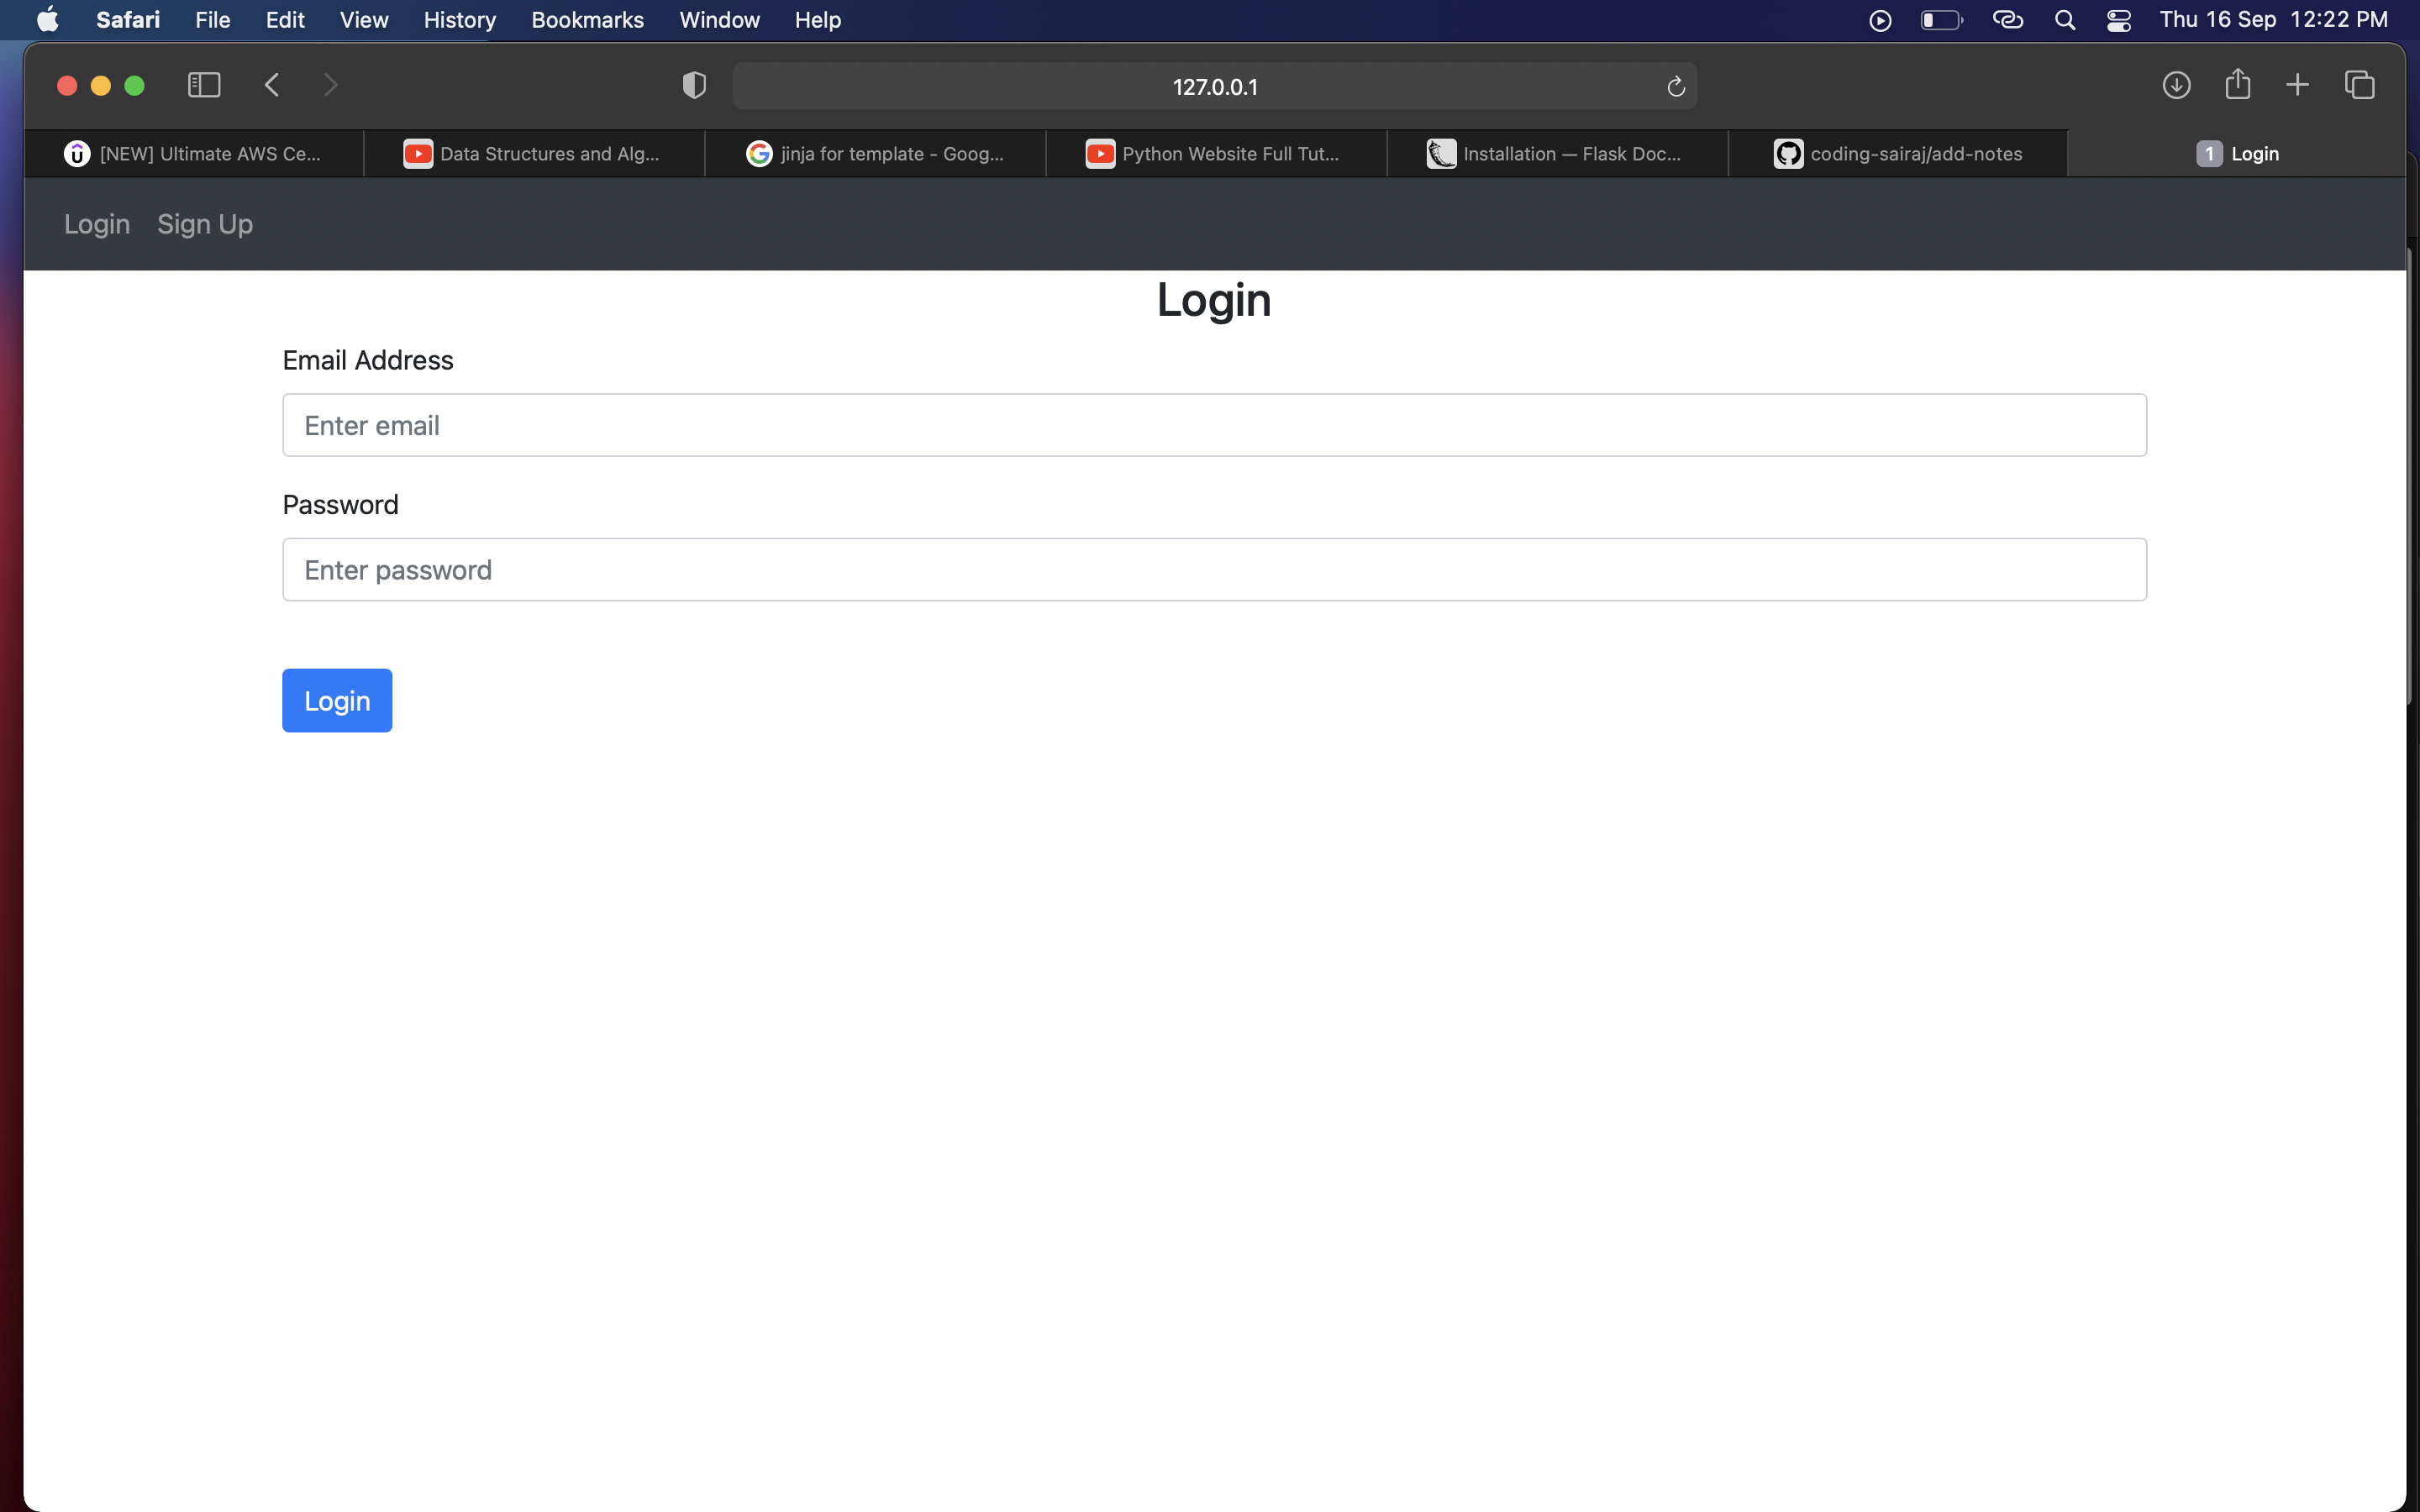 Safari File Edit View History Bookmarks Window Help Thu 16 Sep 12:22 PM
127.0.0.1
[NEW] Ultimate AWS Ce... Data Structures and Alg... jinja for template - Goog... Python Website Full Tut... Installation — Flask Doc... coding-sairaj/add-notes 1 Login
Login Sign Up
Login
Email Address
Enter email
Password
Enter password
Login